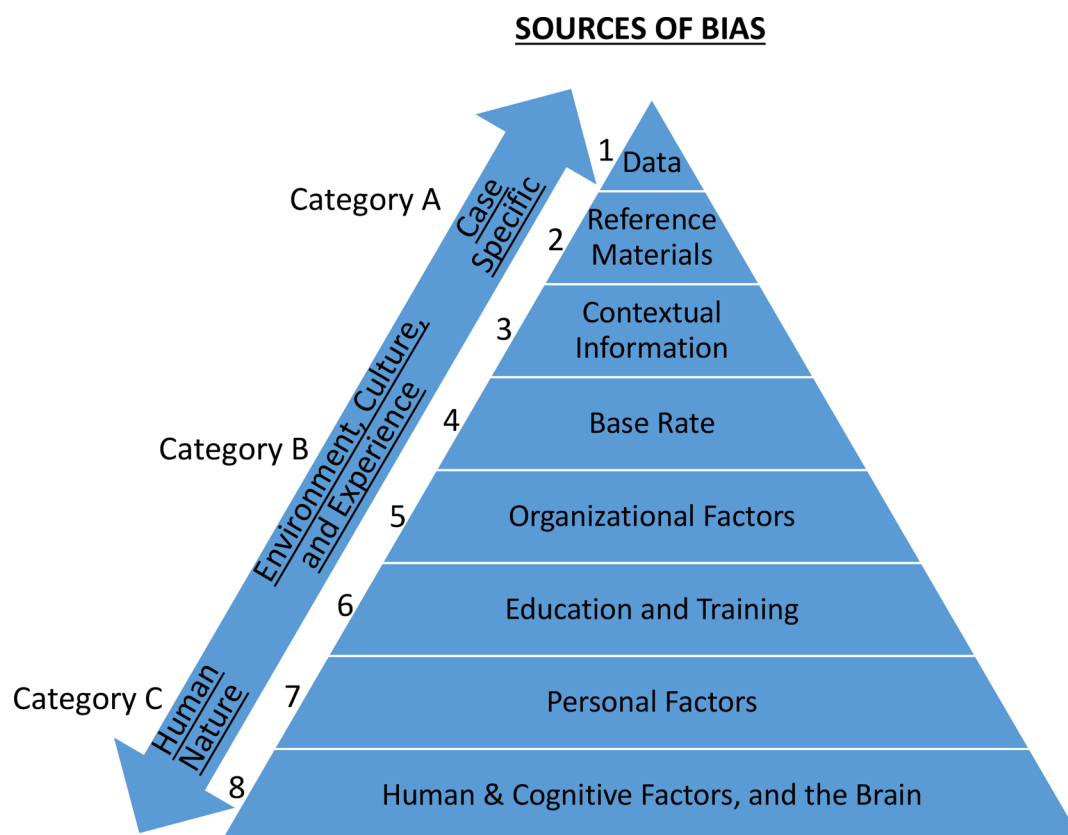 SOURCES OF BIAS
1
Data
Category A
Case
Specific
2
Reference
Materials
3
Contextual
Information
Category B
Environment, Culture,
and Experience
4
Base Rate
5
Organizational Factors
6
Education and Training
Category C
Human
Nature
7
Personal Factors
8
Human & Cognitive Factors, and the Brain